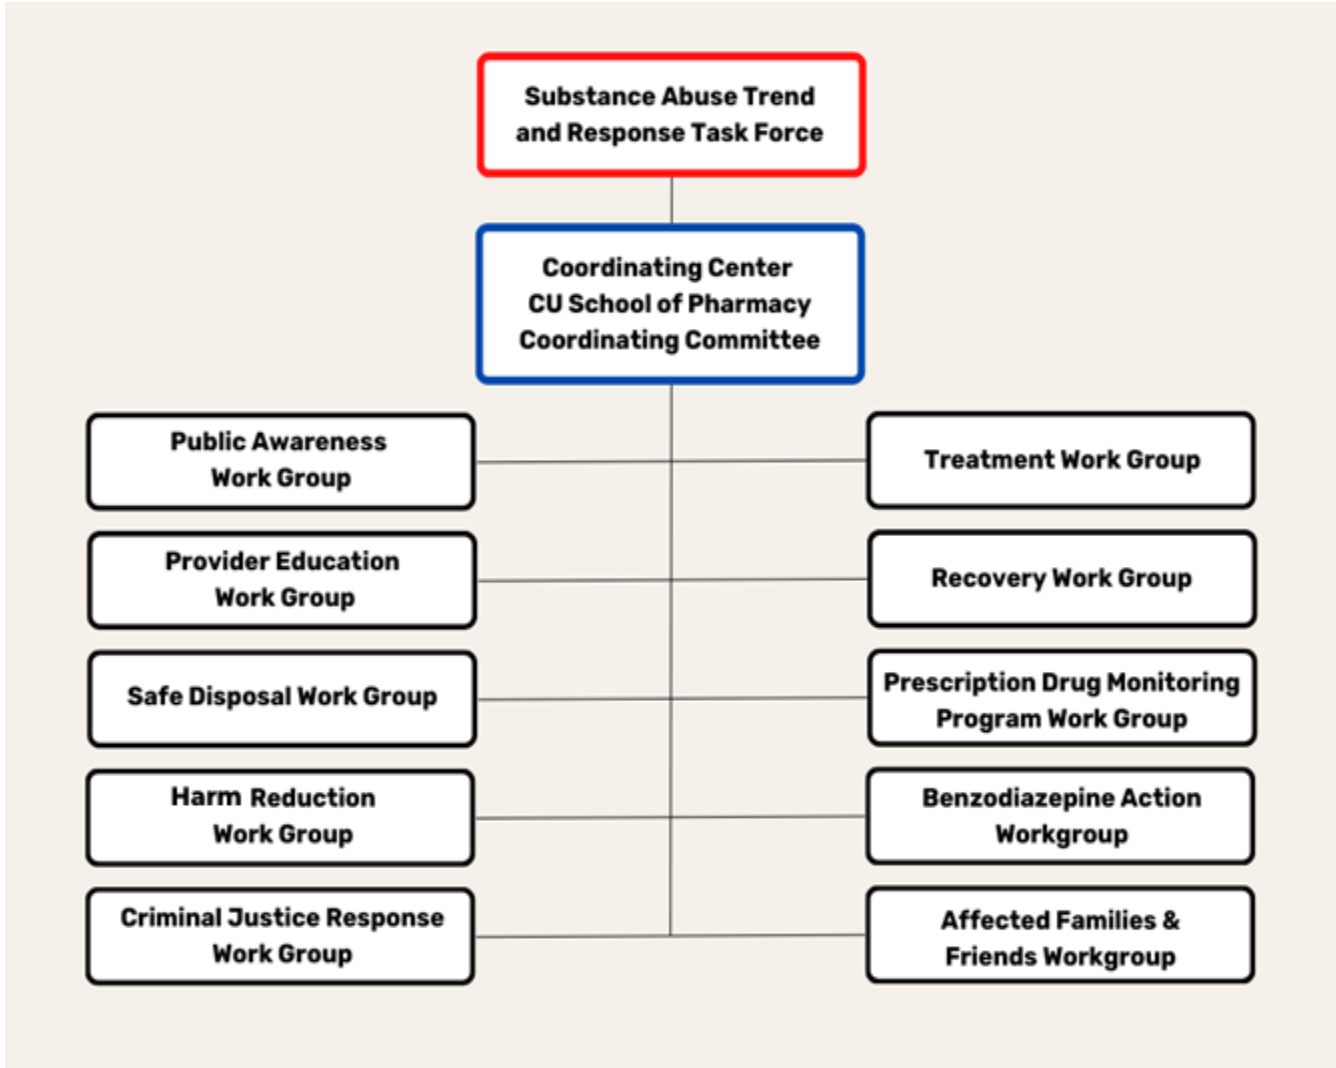 Substance Abuse Trend
and Response Task Force
Coordinating Center
CU School of Pharmacy
Coordinating Committee
Public Awareness
Work Group
Treatment Work Group
Provider Education
Work Group
Recovery Work Group
Safe Disposal Work Group
Prescription Drug Monitoring
Program Work Group
Harm Reduction
Work Group
Benzodiazepine Action
Workgroup
Criminal Justice Response
Work Group
Affected Families &
Friends Workgroup